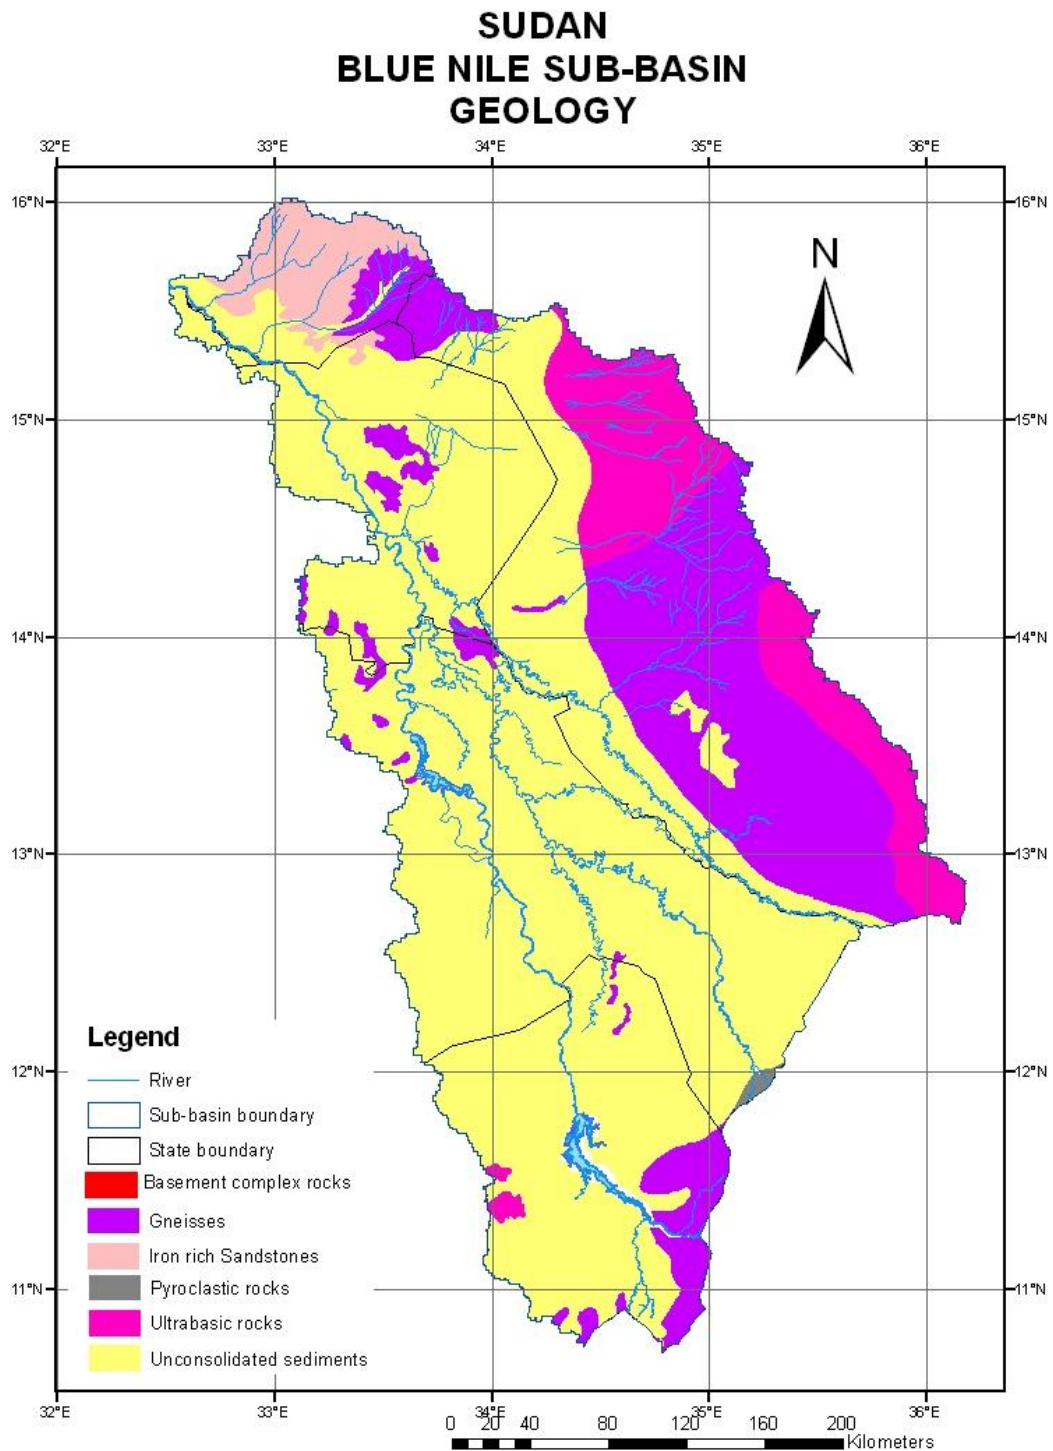 SUDAN
BLUE NILE SUB-BASIN
GEOLOGY
32°E 33°E 34°E 35°E 36°E
16°N 16°N
N
15°N 15°N
14°N 14°N
13°N 13°N
Legend
River
12°N 12°N
Sub-basin boundary
State boundary
Basement complex rocks
Gneisses
Iron rich Sandstones
Pyroclastic rocks
11°N 11°N
Ultrabasic rocks
Unconsolidated sediments
32°E 33°E 34°E 35°E 36°E
0 20 40 80 120 160 200
Kilometers